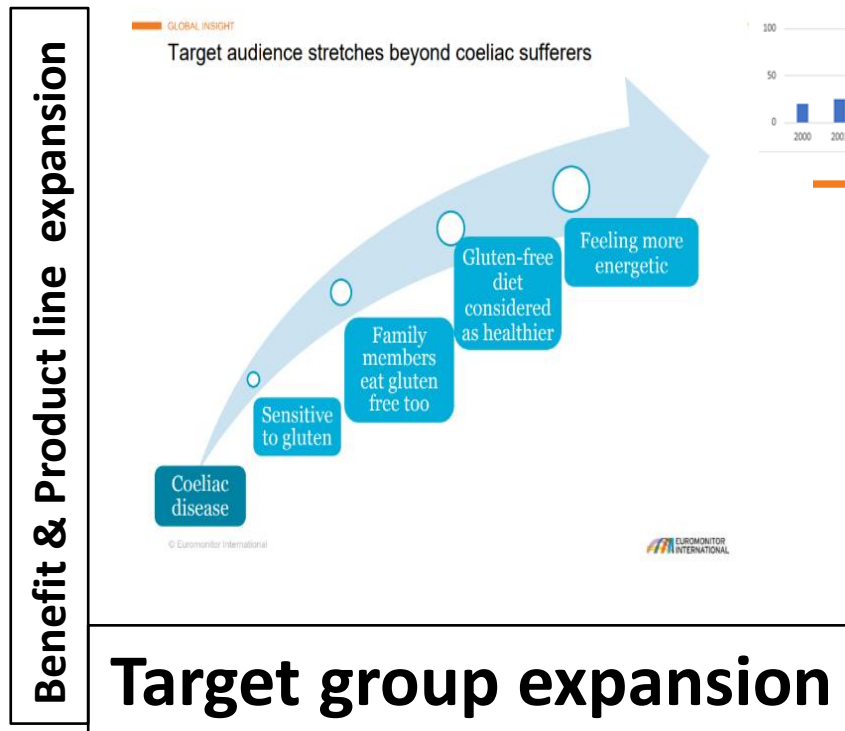 Benefit & Product line expansion
GLOBAL INSIGHT
Target audience stretches beyond coeliac sufferers
100
50
0
2000
Feeling more
energetic
Gluten-free
diet
considered
as healthier
Family
members
eat gluten
free too
Sensitive
to gluten
Coeliac
disease
© Euromonitor International
EUROMONITOR
INTERNATIONAL
Target group expansion